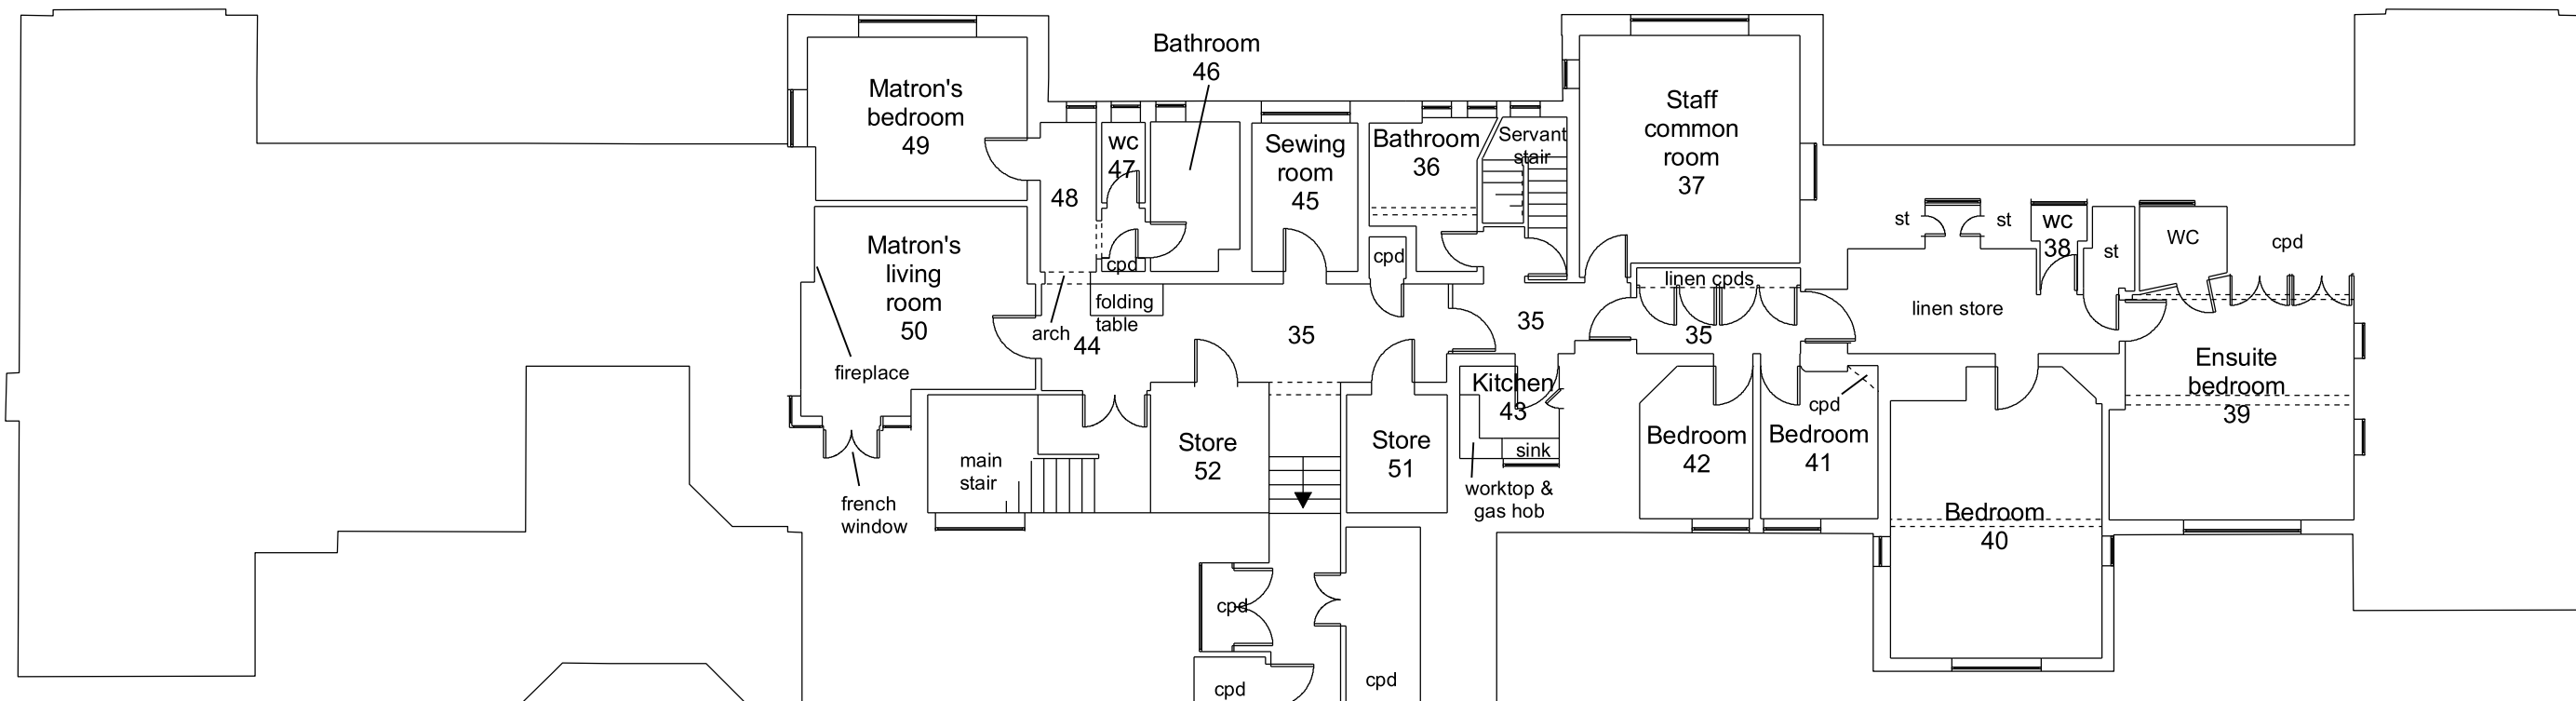 Matron's
bedroom
49
Bathroom
46
wc
47
48
Sewing
room
45
Bathroom
36
Servant
stair
Staff
common
room
37
Matron's
living
room
50
fireplace
french
window
arch
44
cpd
folding
table
35
cpd
35
linen cpds
35
st
st
wc
38
st
WC
cpd
linen store
Ensuite
bedroom
39
main
stair
Store
52
Store
51
Kitchen
43
sink
worktop &
gas hob
Bedroom
42
cpd
Bedroom
41
Bedroom
40
cpd
cpd
cpd